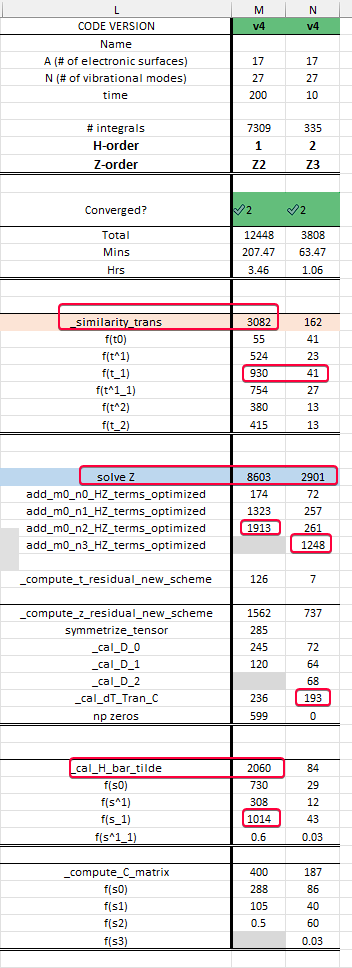 L M N
CODE VERSION v4 v4
Name
A (# of electronic surfaces) 17 17
N (# of vibrational modes) 27 27
time 200 10
# integrals 7309 335
H-order 1 2
Z-order Z2 Z3
Converged? ✓2 ✓2
Total 12448 3808
Mins 207.47 63.47
Hrs 3.46 1.06
_similarity_trans 3082 162
f(t0) 55 41
f(t^1) 524 23
f(t_1) 930 41
f(t^1_1) 754 27
f(t^2) 380 13
f(t_2) 415 13
solve Z 8603 2901
add_m0_n0_HZ_terms_optimized 174 72
add_m0_n1_HZ_terms_optimized 1323 257
add_m0_n2_HZ_terms_optimized 1913 261
add_m0_n3_HZ_terms_optimized 1248
_compute_t_residual_new_scheme 126 7
_compute_z_residual_new_scheme 1562 737
symmetrize_tensor 285
_cal_D_0 245 72
_cal_D_1 120 64
_cal_D_2 68
_cal_dT_Tran_C 236 193
np zeros 599 0
_cal_H_bar_tilde 2060 84
f(s0) 730 29
f(s^1) 308 12
f(s_1) 1014 43
f(s^1_1) 0.6 0.03
_compute_C_matrix 400 187
f(s0) 288 86
f(s1) 105 40
f(s2) 0.5 60
f(s3) 0.03